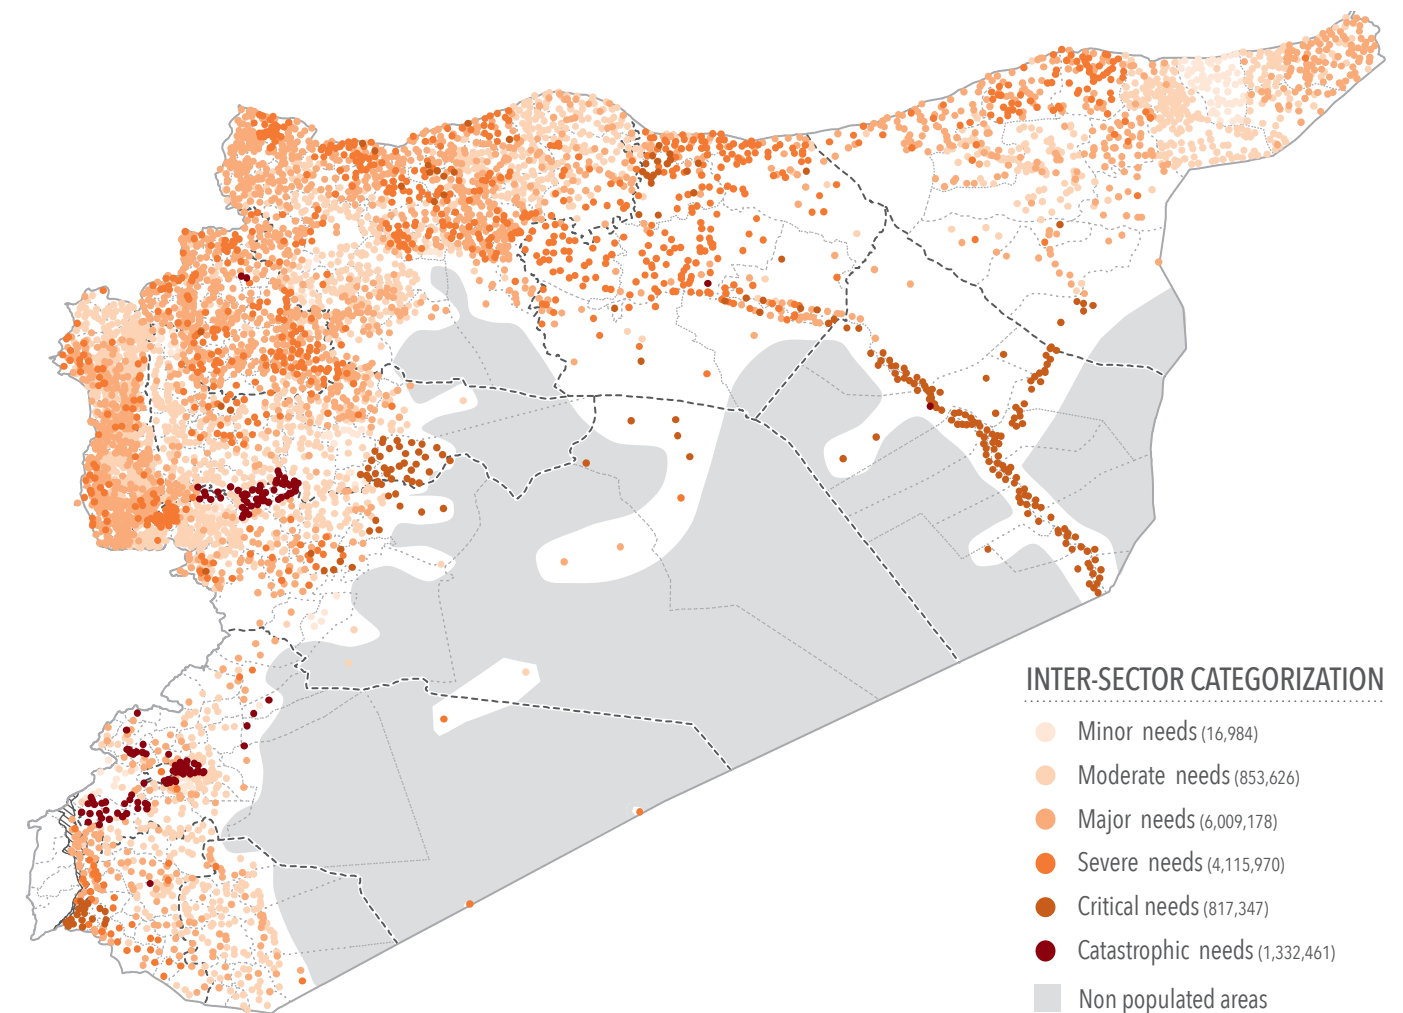 INTER-SECTOR CATEGORIZATION
Minor needs (16,984)
Moderate needs (853,626)
Major needs (6,009,178)
Severe needs (4,115,970)
Critical needs (817,347)
Catastrophic needs (1,332,461)
Non populated areas